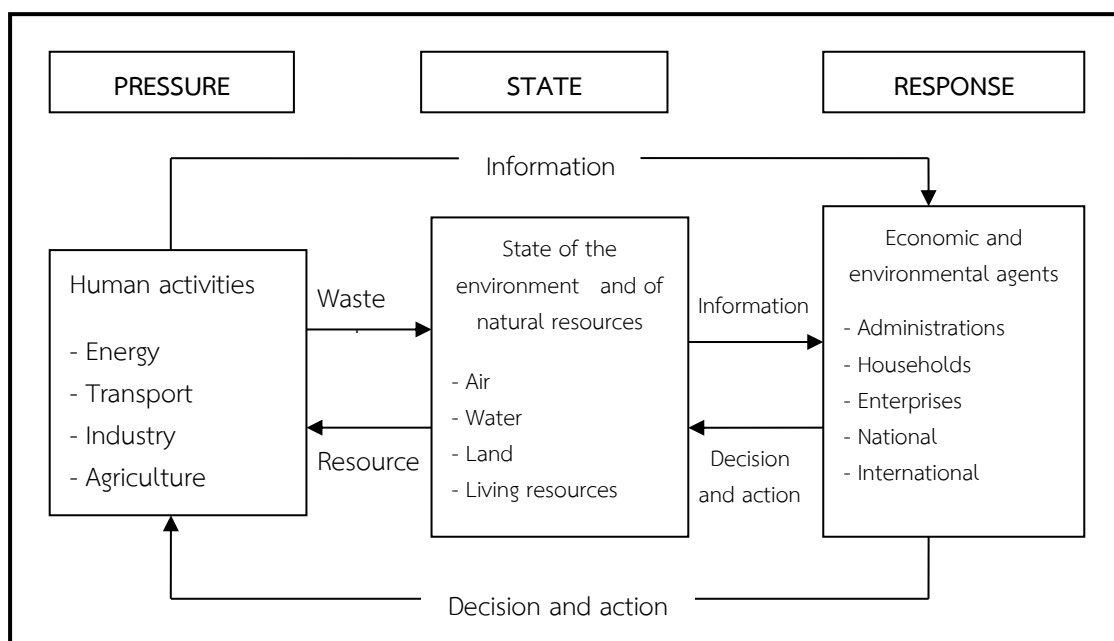 PRESSURE
STATE
RESPONSE
Information
Human activities
- Energy
- Transport
- Industry
- Agriculture
Waste
Resource
State of the
environment and of
natural resources
- Air
- Water
- Land
- Living resources
Information
Decision
and action
Economic and
environmental agents
- Administrations
- Households
- Enterprises
- National
- International
Decision and action